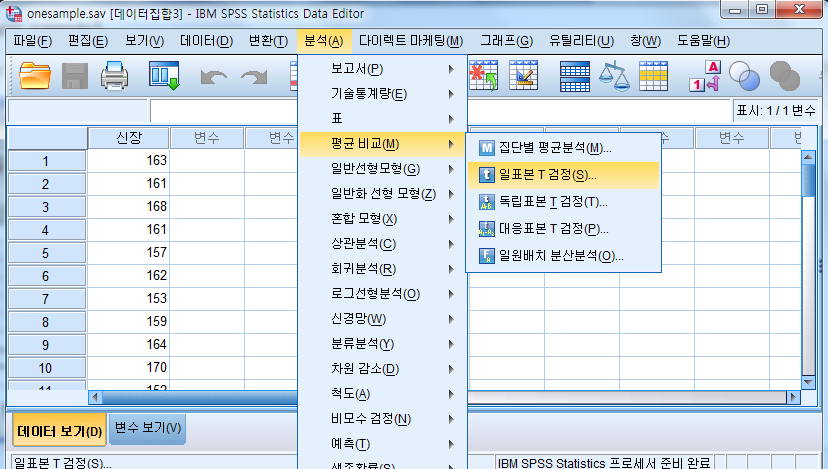 onesample.sav [데이터집합3] - IBM SPSS Statistics Data Editor
파일(F) 편집(E) 보기(V) 데이터(D) 변환(T) 분석(A) 다이렉트 마케팅(M) 그래프(G) 유틸리티(U) 창(W) 도움말(H)
표시: 1 / 1 변수
신장 변수 변수 변수
1 163
2 161
3 168
4 161
5 157
6 162
7 153
8 159
9 164
10 170
11 152
보고서(P)
기술통계량(E)
표
평균 비교(M)
일반선형모형(G)
일반화 선형 모형(Z)
혼합 모형(X)
상관분석(C)
회귀분석(R)
로그선형분석(O)
신경망(W)
분류분석(Y)
차원 감소(D)
척도(A)
비모수 검정(N)
예측(T)
생존확률(S)
M 집단별 평균분석(M)...
t 일표본 T 검정(S)...
독립표본 T 검정(T)...
대응표본 T 검정(P)...
일원배치 분산분석(O)...
데이터 보기(D) 변수 보기(V)
일표본 T 검정(S)... IBM SPSS Statistics 프로세서 준비 완료